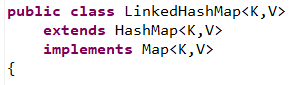 public class LinkedHashMap<K,V>
    extends HashMap<K,V>
    implements Map<K,V>
{